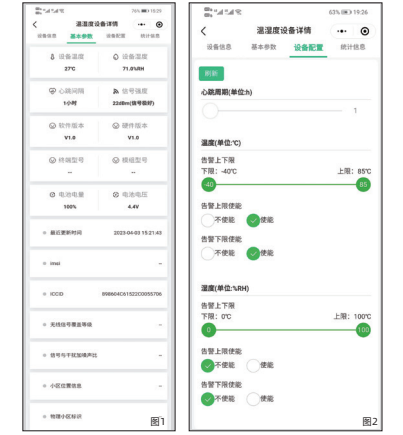 76% 15:25
温湿度设备详情
设备信息 基本参数 设备配置 统计信息
设备温度 设备湿度
27℃ 71.0%RH
心跳间隔 信号强度
1小时 22dBm(信号极好)
软件版本 硬件版本
V1.0 V1.0
终端型号 模组型号
-- --
电池电量 电池电压
100% 4.4V
最近更新时间 2023-04-03 15:21:43
imsi --
ICCID 898604C61522C0055706
无线信号覆盖等级 --
信号与干扰加噪声比 --
小区位置信息 --
物理小区标识
图1
63% 19:26
温湿度设备详情
设备信息 基本参数 设备配置 统计信息
刷新
心跳周期(单位:h)
1
温度(单位:℃)
告警上下限
下限: -40℃ 上限: 85℃
-40 85
告警上限使能
不使能 使能
告警下限使能
不使能 使能
湿度(单位:%RH)
告警上下限
下限: 0℃ 上限: 100℃
0 100
告警上限使能
不使能 使能
告警下限使能
不使能 使能
图2